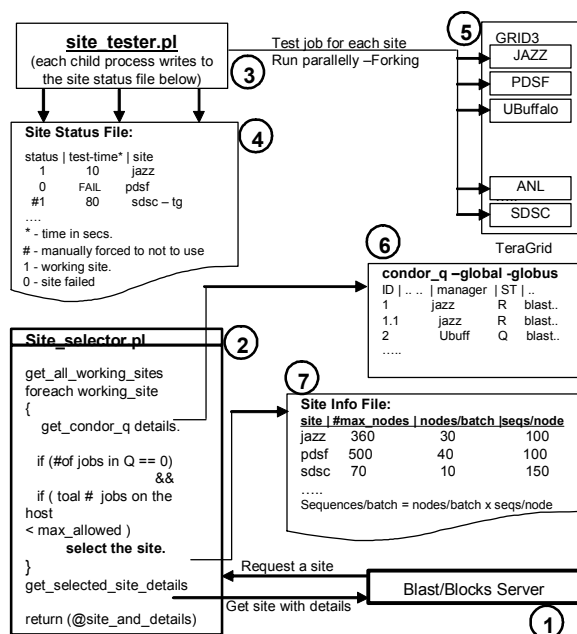 site_tester.pl
(each child process writes to
the site status file below)
3
Test job for each site
Run parallelly –Forking
5
GRID3
JAZZ
PDSF
UBuffalo
.....
ANL
SDSC
TeraGrid
4
Site Status File:
status | test-time* | site
1 10 jazz
0 FAIL pdsf
#1 80 sdsc – tg
....
* - time in secs.
# - manually forced to not to use
1 - working site.
0 - site failed
6
condor_q –global -globus
ID | .. .. | manager | ST | ..
1 jazz R blast..
1.1 jazz R blast..
2 Ubuff Q blast..
.....
Site_selector.pl
2
get_all_working_sites
foreach working_site
{
get_condor_q details.
if (#of jobs in Q == 0)
&&
if ( toal # jobs on the
host
< max_allowed )
select the site.
}
get_selected_site_details
return (@site_and_details)
7
Site Info File:
site | #max_nodes | nodes/batch |seqs/node
jazz 360 30 100
pdsf 500 40 100
sdsc 70 10 150
.....
Sequences/batch = nodes/batch x seqs/node
Request a site
Get site with details
Blast/Blocks Server
1